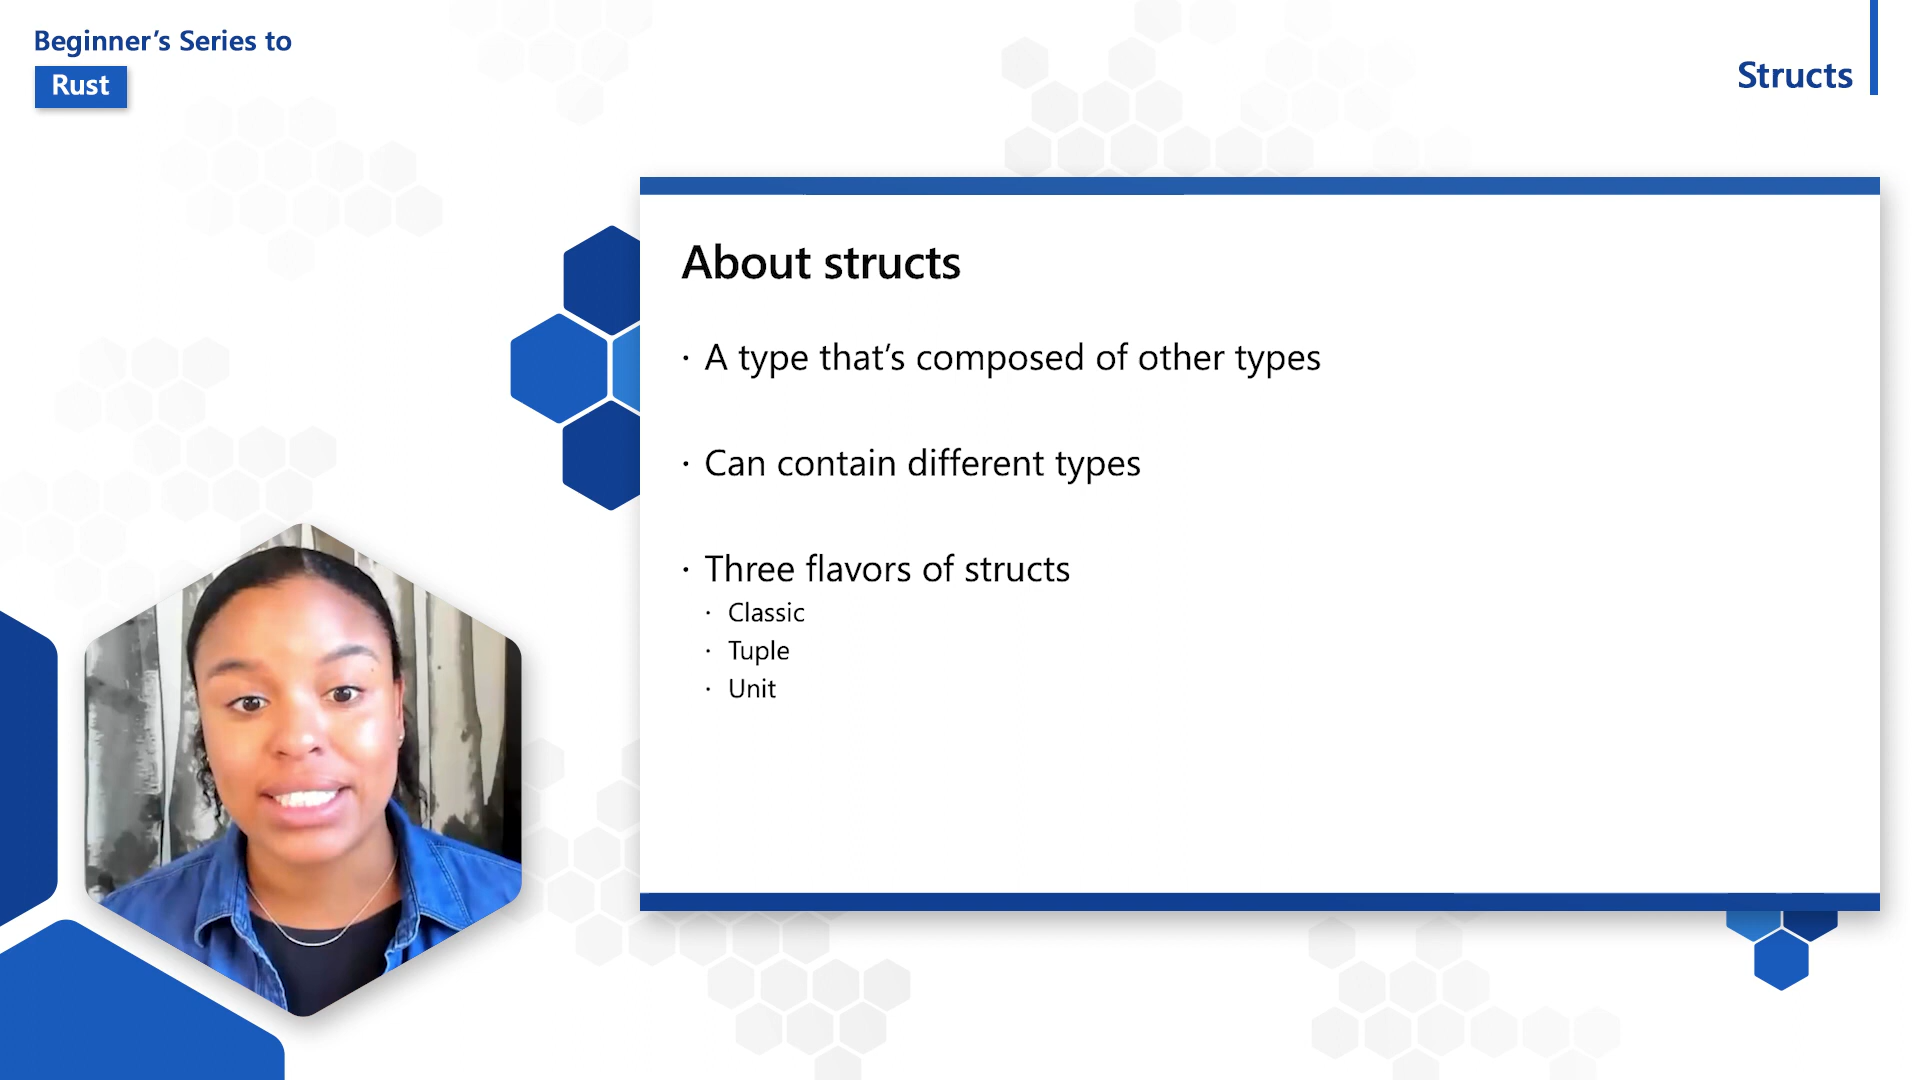 Beginner’s Series to
Rust
Structs
About structs
· A type that’s composed of other types
· Can contain different types
· Three flavors of structs
· Classic
· Tuple
· Unit